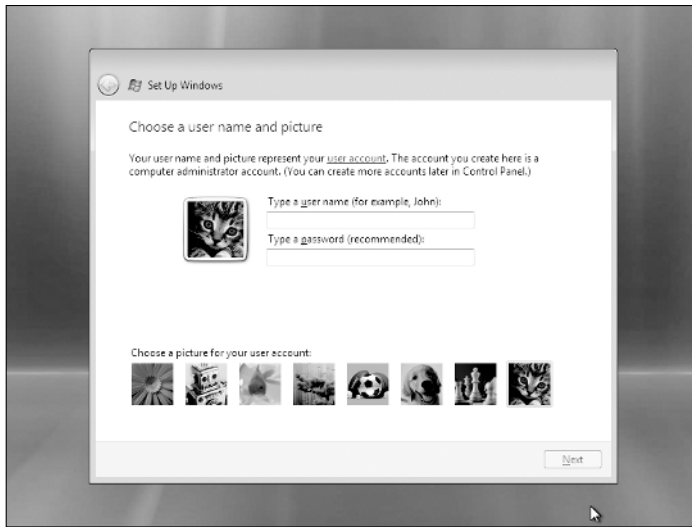 Set Up Windows
Choose a user name and picture
Your user name and picture represent your user account. The account you create here is a
computer administrator account. (You can create more accounts later in Control Panel.)
Type a user name (for example, John):
Type a password (recommended):
Choose a picture for your user account:
Next